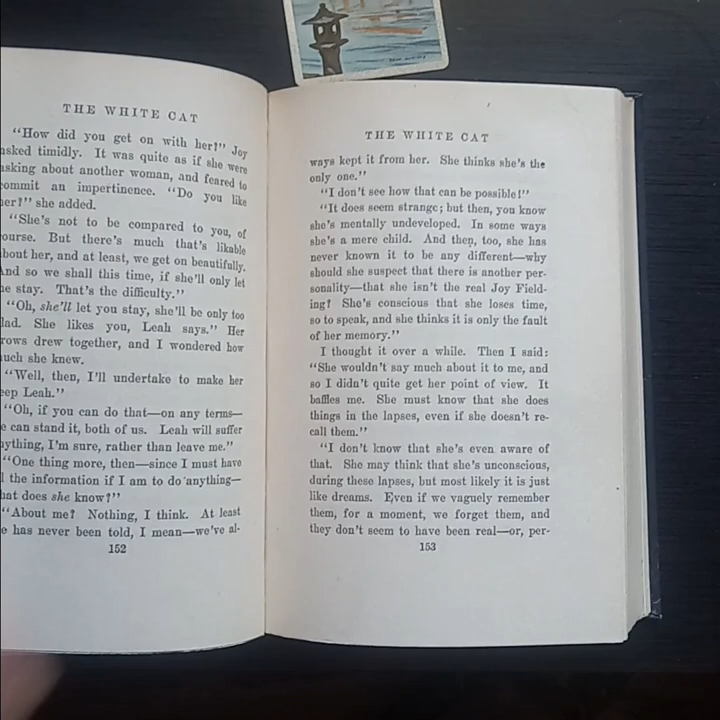 THE WHITE CAT
"How did you get on with her?" Joy
asked timidly. It was quite as if she were
asking about another woman, and feared to
commit an impertinence. "Do you like
her?" she added.
"She's not to be compared to you, of
course. But there's much that's likable
about her, and at least, we get on beautifully.
And so we shall this time, if she'll only let
me stay. That's the difficulty."
"Oh, she'll let you stay, she'll be only too
glad. She likes you, Leah says." Her
brows drew together, and I wondered how
much she knew.
"Well, then, I'll undertake to make her
keep Leah."
"Oh, if you can do that—on any terms—
we can stand it, both of us. Leah will suffer
anything, I'm sure, rather than leave me."
"One thing more, then—since I must have
all the information if I am to do anything—
what does she know?"
"About me? Nothing, I think. At least
she has never been told, I mean—we've al-
152
THE WHITE CAT
ways kept it from her. She thinks she's the
only one."
"I don't see how that can be possible!"
"It does seem strange; but then, you know
she's mentally undeveloped. In some ways
she's a mere child. And then, too, she has
never known it to be any different—why
should she suspect that there is another per-
sonality—that she isn't the real Joy Field-
ing? She's conscious that she loses time,
so to speak, and she thinks it is only the fault
of her memory."
I thought it over a while. Then I said:
"She wouldn't say much about it to me, and
so I didn't quite get her point of view. It
baffles me. She must know that she does
things in the lapses, even if she doesn't re-
call them."
"I don't know that she's even aware of
that. She may think that she's unconscious,
during these lapses, but most likely it is just
like dreams. Even if we vaguely remember
them, for a moment, we forget them, and
they don't seem to have been real—or, per-
153